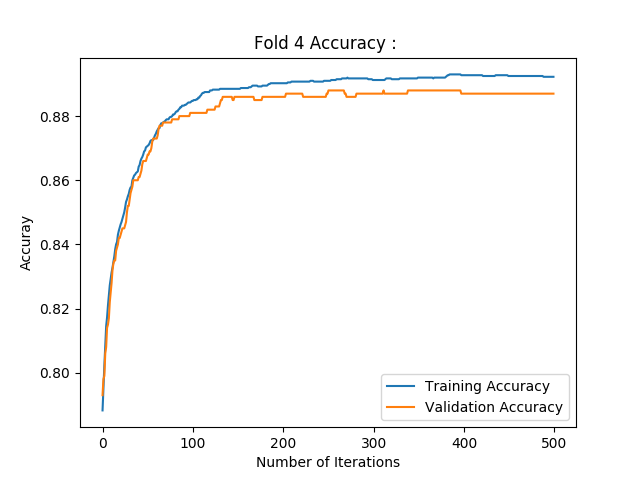 Fold 4 Accuracy :
Accuray
0.88
0.86
0.84
0.82
0.80
0
100
200
300
400
500
Number of Iterations
Training Accuracy
Validation Accuracy